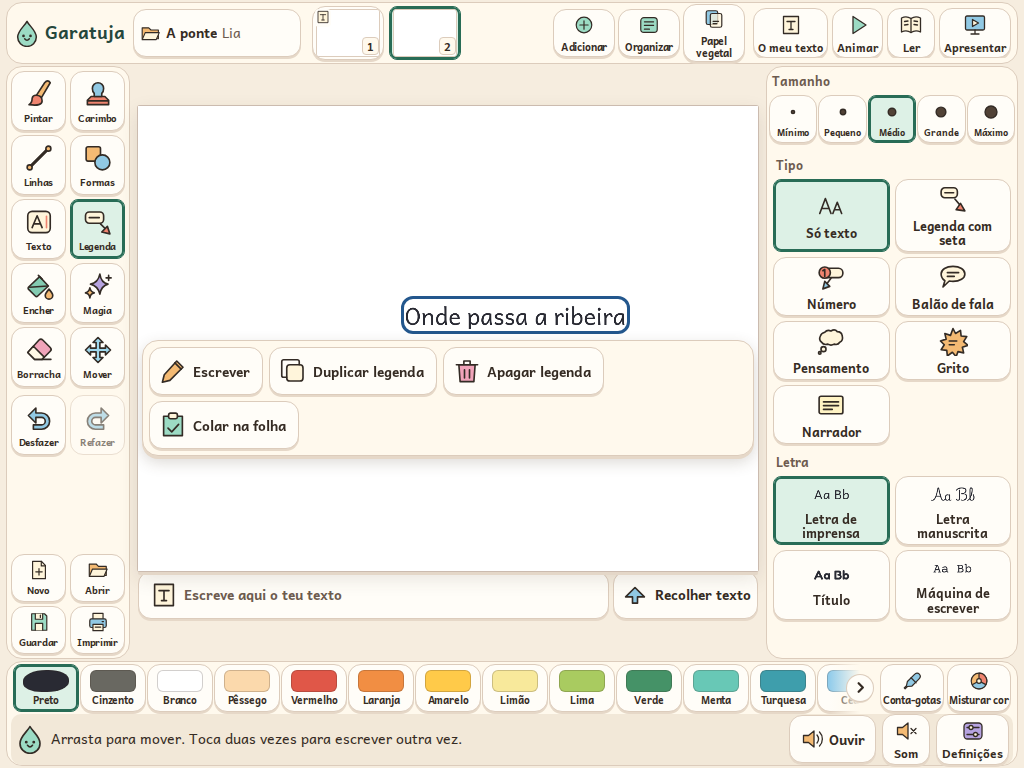 Garatuja
A ponte Lia
1
2
Adicionar
Organizar
Papel vegetal
O meu texto
Animar
Ler
Apresentar
Pintar
Carimbo
Linhas
Formas
Texto
Legenda
Encher
Magia
Borracha
Mover
Desfazer
Refazer
Novo
Abrir
Guardar
Imprimir
Onde passa a ribeira
Escrever
Duplicar legenda
Apagar legenda
Colar na folha
Escreve aqui o teu texto
Recolher texto
Tamanho
Mínimo
Pequeno
Médio
Grande
Máximo
Tipo
Só texto
Legenda com
seta
Número
Balão de fala
Pensamento
Grito
Narrador
Letra
Aa Bb
Letra de
imprensa
Aa Bb
Letra
manuscrita
Aa Bb
Título
Aa Bb
Máquina de
escrever
Preto
Cinzento
Branco
Pêssego
Vermelho
Laranja
Amarelo
Limão
Lima
Verde
Menta
Turquesa
Conta-gotas
Misturar cor
Arrasta para mover. Toca duas vezes para escrever outra vez.
Ouvir
Som
Definições